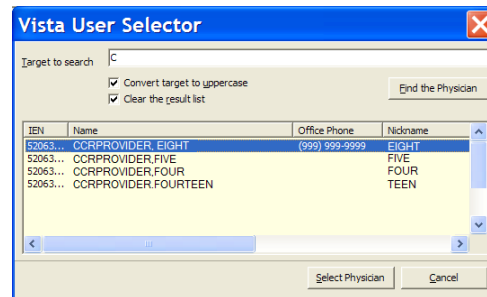 Vista User Selector
Target to search C
Convert target to uppercase
Clear the result list
Find the Physician
IEN Name Office Phone Nickname
52063... CCRPROVIDER, EIGHT (999) 999-9999 EIGHT
52063... CCRPROVIDER,FIVE FIVE
52063... CCRPROVIDER,FOUR FOUR
52063... CCRPROVIDER.FOURTEEN TEEN
Select Physician Cancel